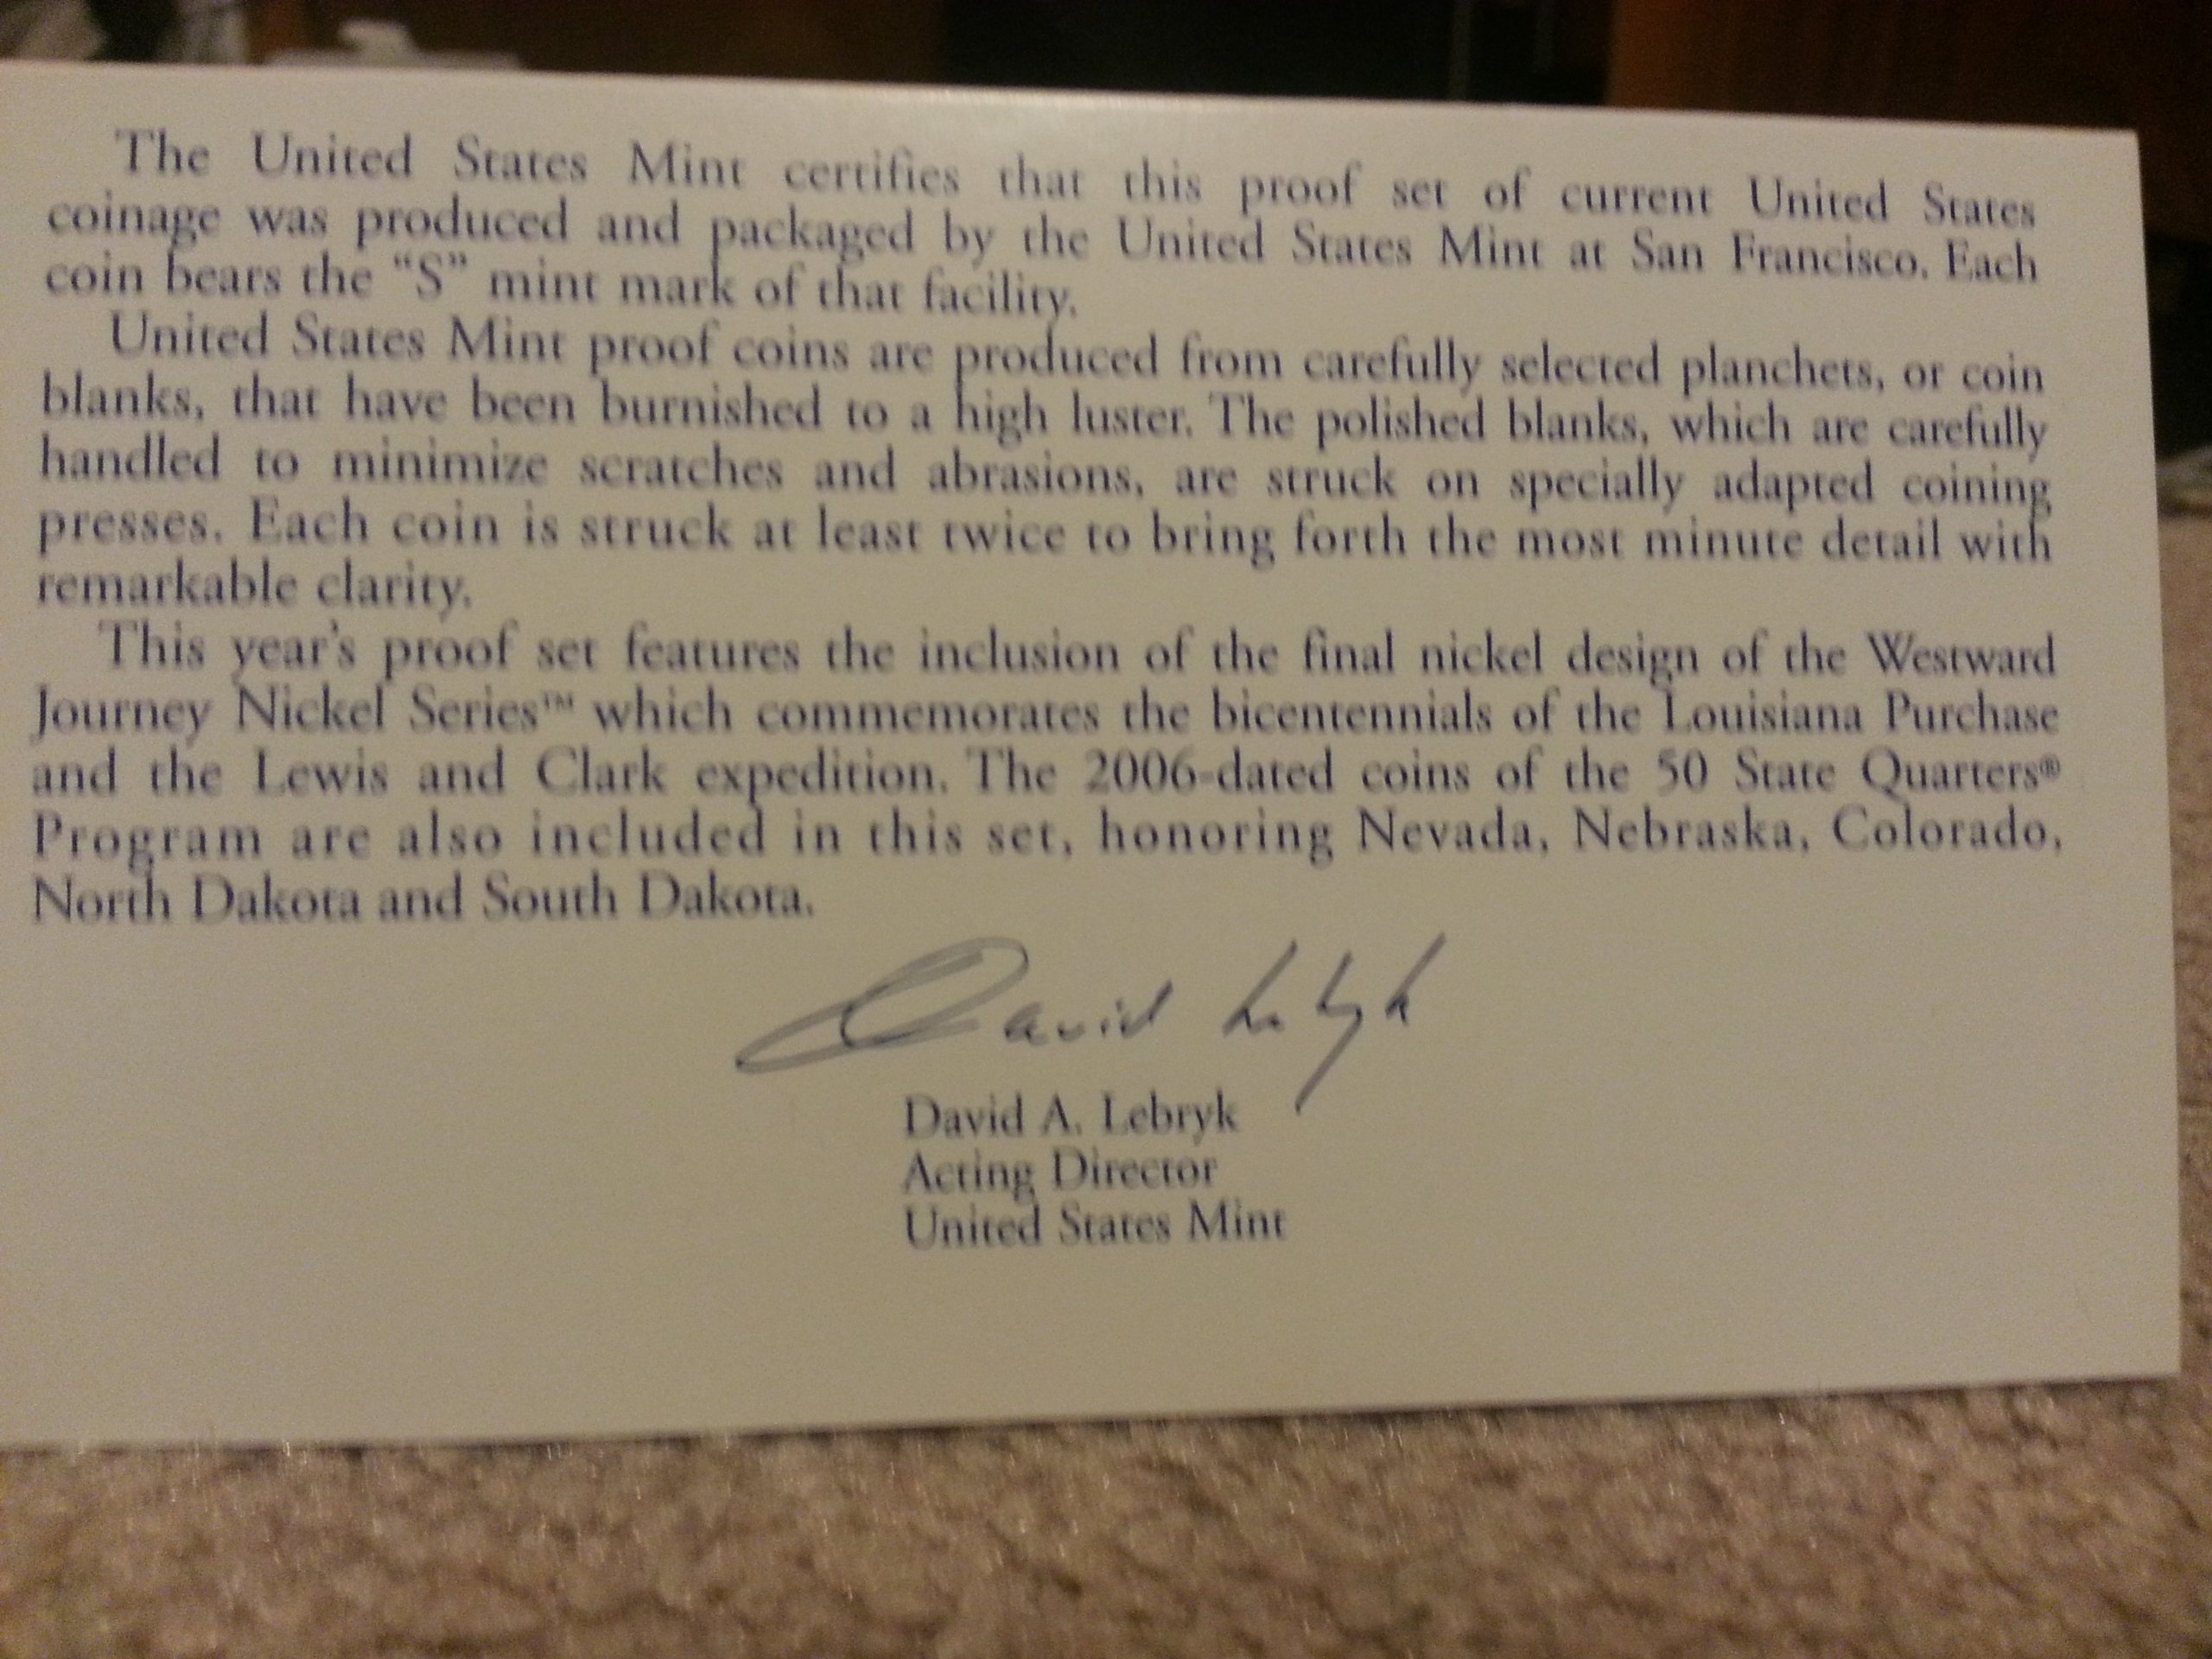 The United States Mint certifies that this proof set of current United States
coinage was produced and packaged by the United States Mint at San Francisco. Each
coin bears the “S” mint mark of that facility.
United States Mint proof coins are produced from carefully selected planchets, or coin
blanks, that have been burnished to a high luster. The polished blanks, which are carefully
handled to minimize scratches and abrasions, are struck on specially adapted coining
presses. Each coin is struck at least twice to bring forth the most minute detail with
remarkable clarity.
This year's proof set features the inclusion of the final nickel design of the Westward
Journey Nickel Series™ which commemorates the bicentennials of the Louisiana Purchase
and the Lewis and Clark expedition. The 2006-dated coins of the 50 State Quarters®
Program are also included in this set, honoring Nevada, Nebraska, Colorado,
North Dakota and South Dakota.
David Lebryk
David A. Lebryk
Acting Director
United States Mint